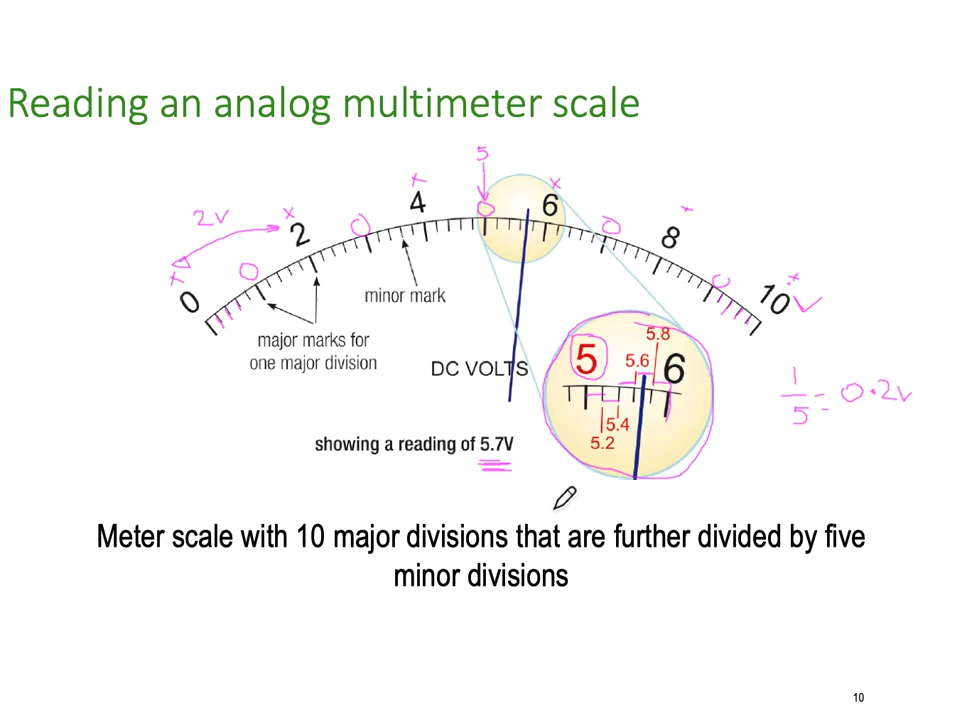 Reading an analog multimeter scale
5
2v
0 2 4 6 8 10
minor mark
major marks for
one major division
DC VOLTS
5 6
5.8
5.6
5.4
5.2
1/5 = 0.2v
showing a reading of 5.7V
Meter scale with 10 major divisions that are further divided by five
minor divisions
10